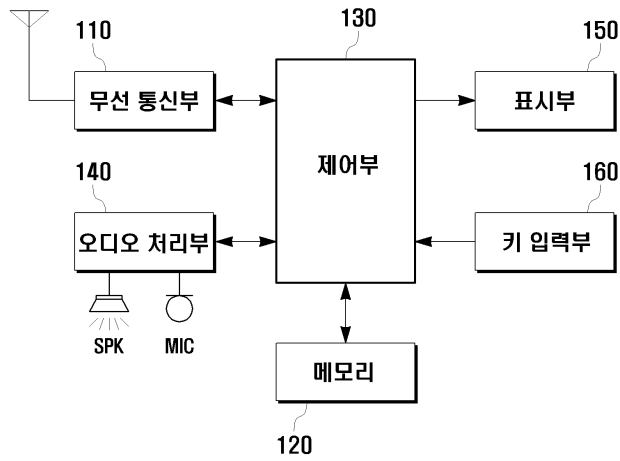 110
130
150
무선 통신부
제어부
표시부
140
160
오디오 처리부
키 입력부
SPK
MIC
메모리
120